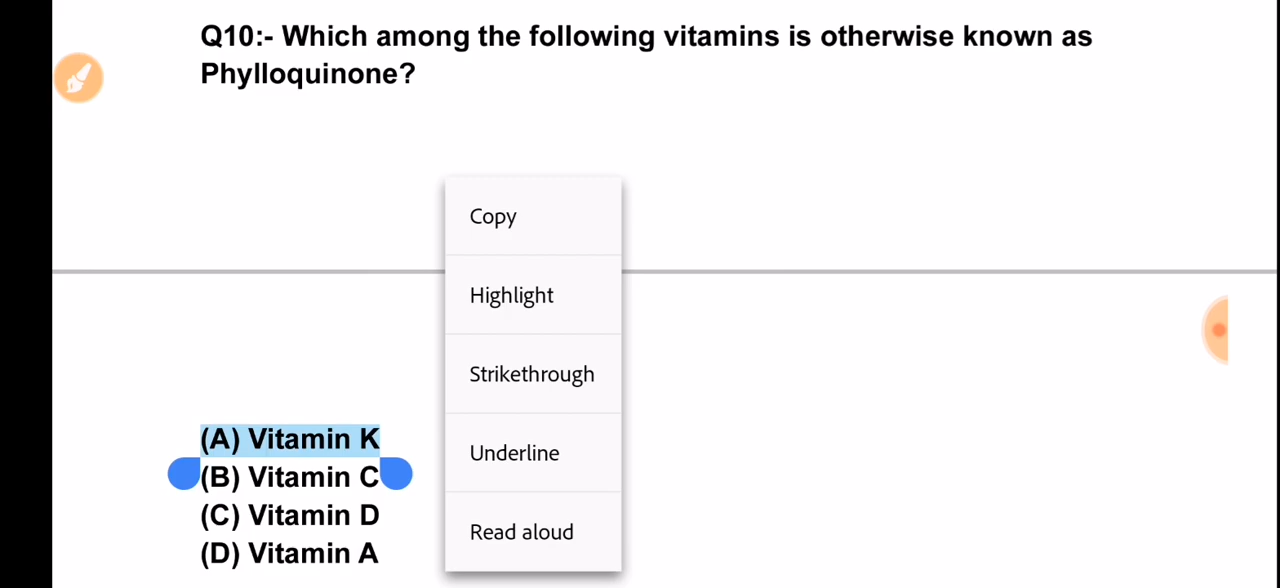 Q10:- Which among the following vitamins is otherwise known as
Phylloquinone?
Copy
Highlight
Strikethrough
Underline
Read aloud
(A) Vitamin K
(B) Vitamin C
(C) Vitamin D
(D) Vitamin A